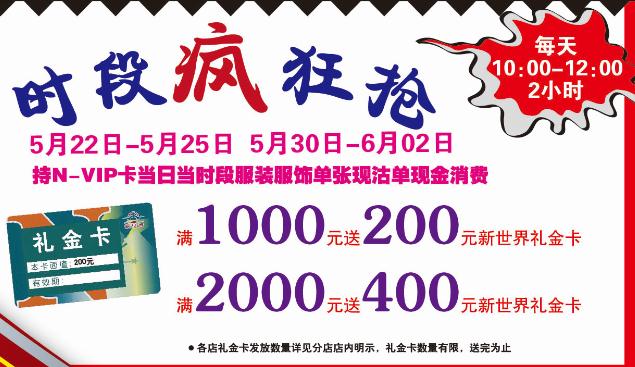 时段疯狂抢
每天
10:00-12:00
2小时
5月22日-5月25日 5月30日-6月02日
持N-VIP卡当日当时段服装服饰单张现沽单现金消费
礼金卡
本卡面值:200元
有效期:
满1000元送200元新世界礼金卡
满2000元送400元新世界礼金卡
●各店礼金卡发放数量详见分店店内明示，礼金卡数量有限，送完为止